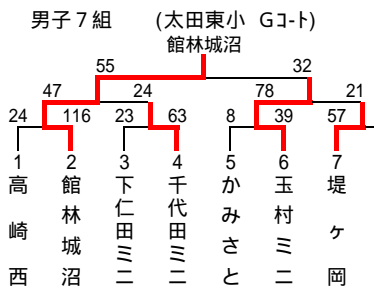 男子７組 (太田東小 Gコート)
館林城沼
55 32
47 24 78 21
24 116 23 63 8 39 57
1 2 3 4 5 6 7
高崎西
館林城沼
下仁田ミニ
千代田ミニ
かみさと
玉村ミニ
堤ヶ岡